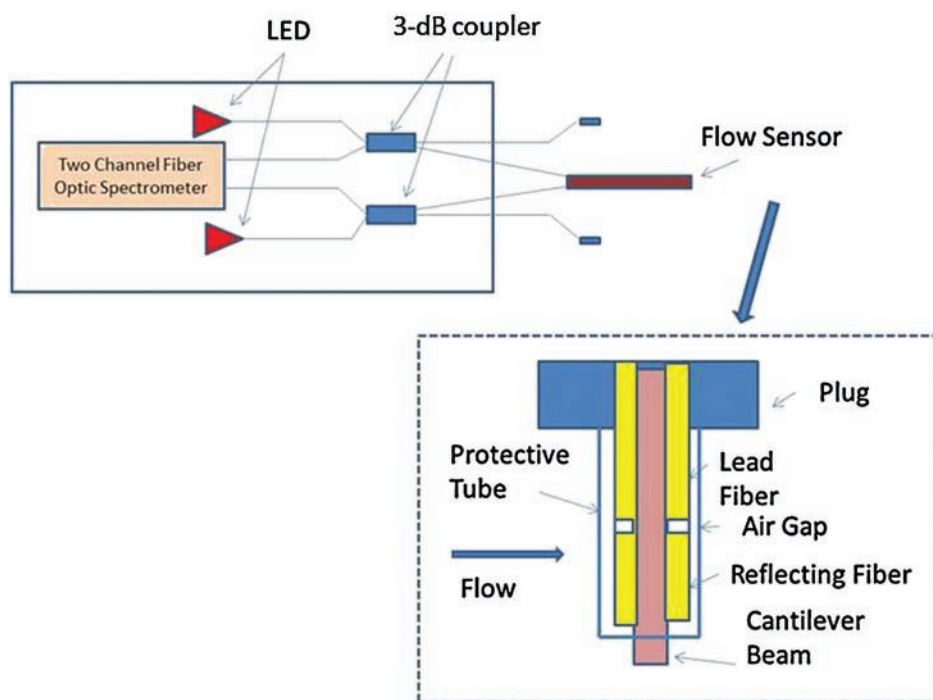 LED
3-dB coupler
Two Channel Fiber
Optic Spectrometer
Flow Sensor
Plug
Protective
Tube
Lead
Fiber
Air Gap
Flow
Reflecting Fiber
Cantilever
Beam